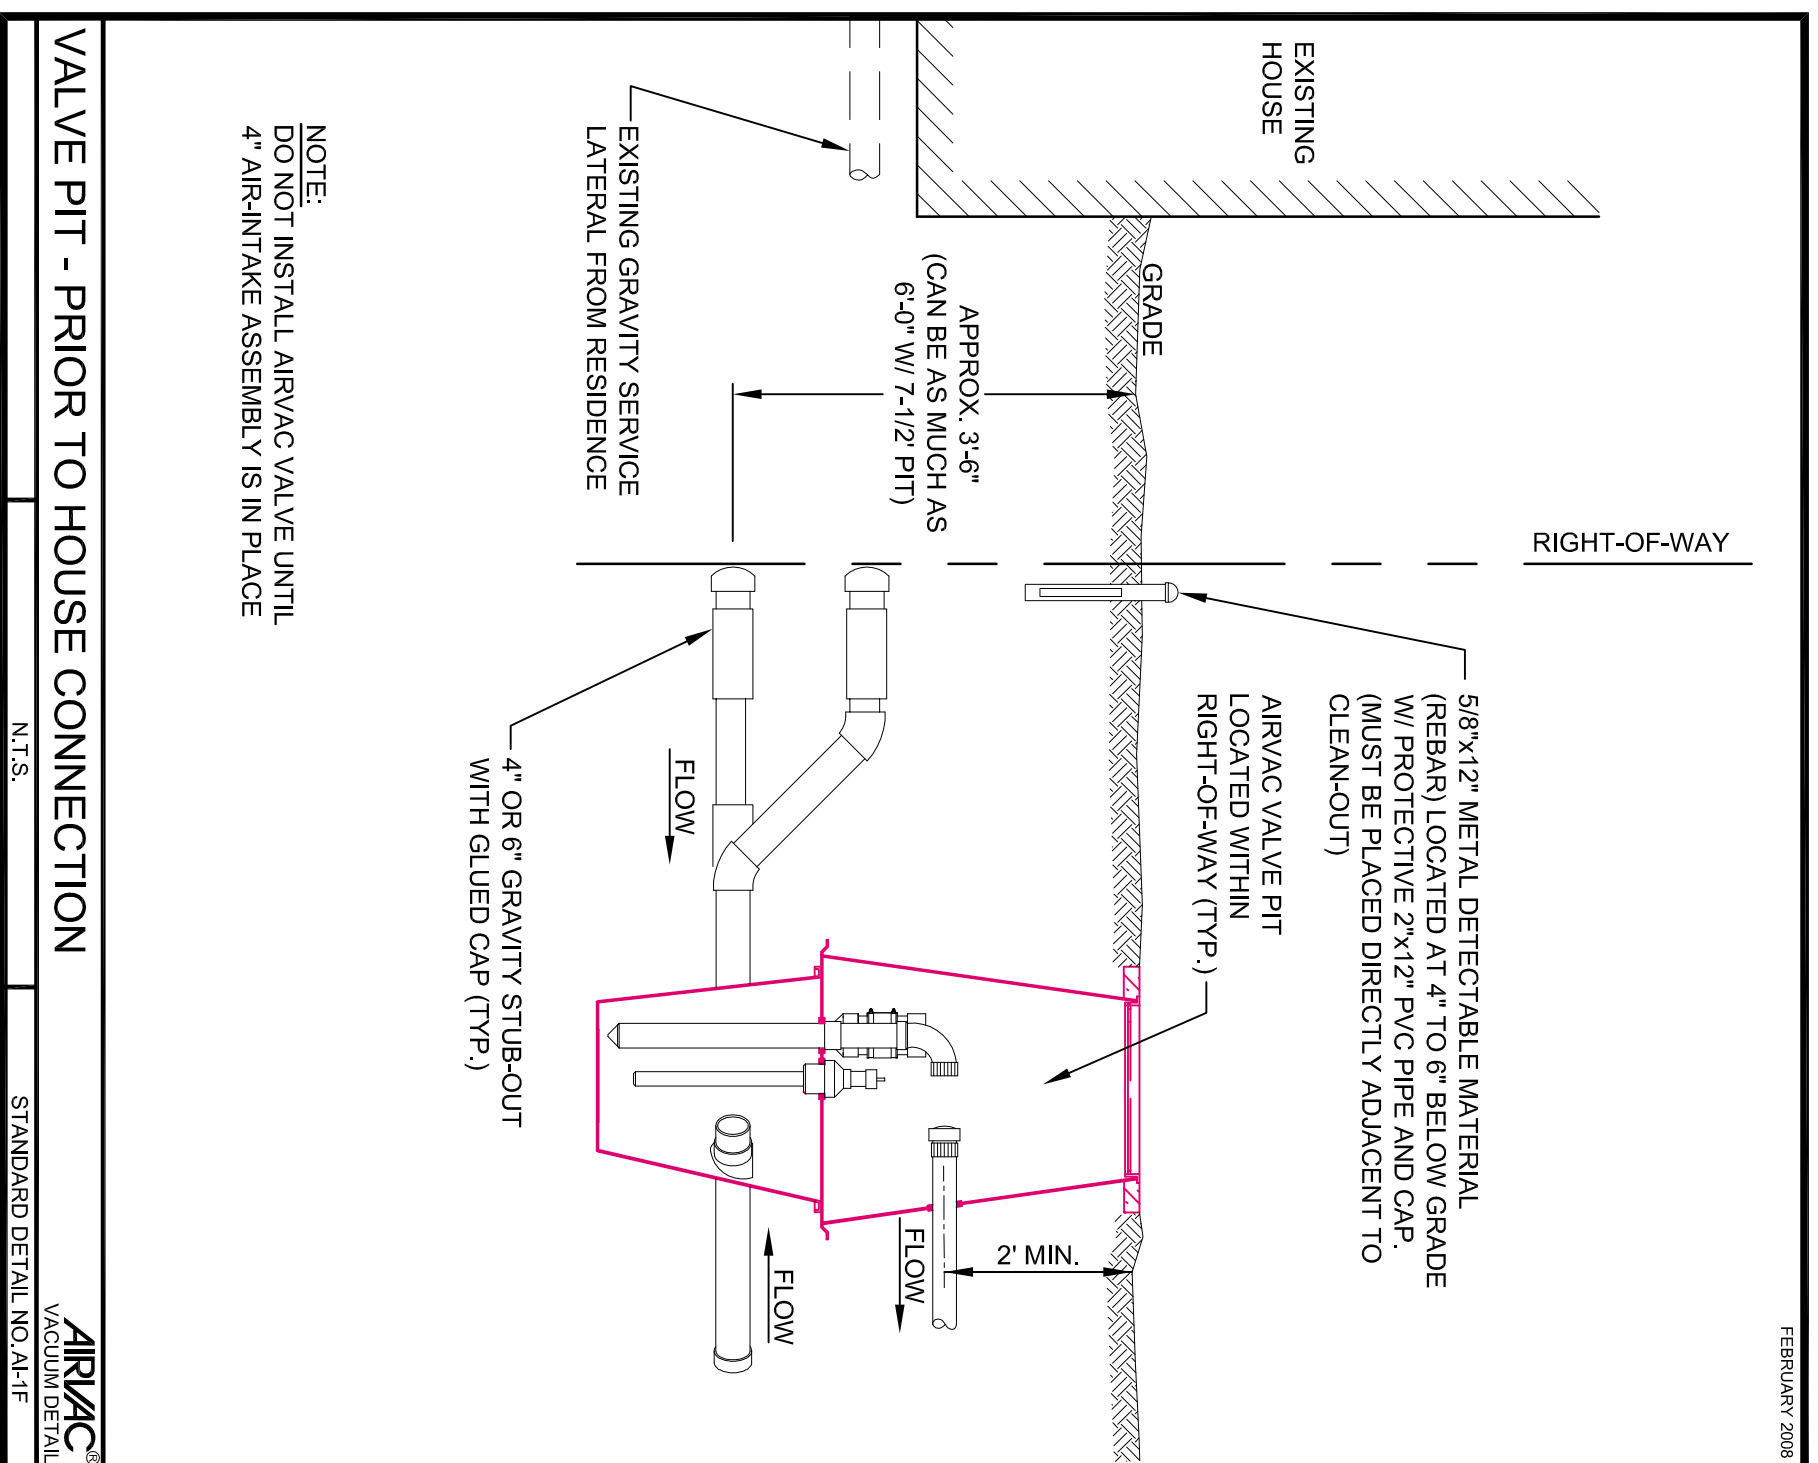 FEBRUARY 2008
EXISTING
HOUSE
RIGHT-OF-WAY
5/8"x12" METAL DETECTABLE MATERIAL
(REBAR) LOCATED AT 4" TO 6" BELOW GRADE
W/ PROTECTIVE 2"x12" PVC PIPE AND CAP.
(MUST BE PLACED DIRECTLY ADJACENT TO
CLEAN-OUT)
AIRVAC VALVE PIT
LOCATED WITHIN
RIGHT-OF-WAY (TYP.)
GRADE
2' MIN.
APPROX. 3'-6"
(CAN BE AS MUCH AS
6'-0" W/ 7-1/2' PIT)
FLOW
FLOW
FLOW
EXISTING GRAVITY SERVICE
LATERAL FROM RESIDENCE
4" OR 6" GRAVITY STUB-OUT
WITH GLUED CAP (TYP.)
NOTE:
DO NOT INSTALL AIRVAC VALVE UNTIL
4" AIR-INTAKE ASSEMBLY IS IN PLACE
VALVE PIT - PRIOR TO HOUSE CONNECTION
AIRVAC®
VACUUM DETAIL
N.T.S.
STANDARD DETAIL NO. AI-1F